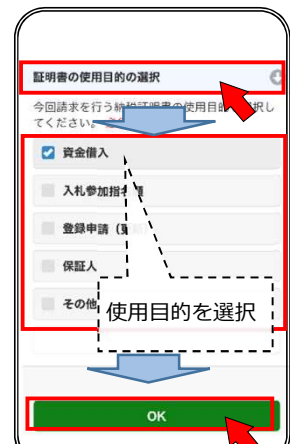 証明書の使用目的の選択
今回請求を行う納税証明書の使用目的 択し
てください。
資金借入
入札参加指名願
登録申請（更新）
保証人
その他
使用目的を選択
OK